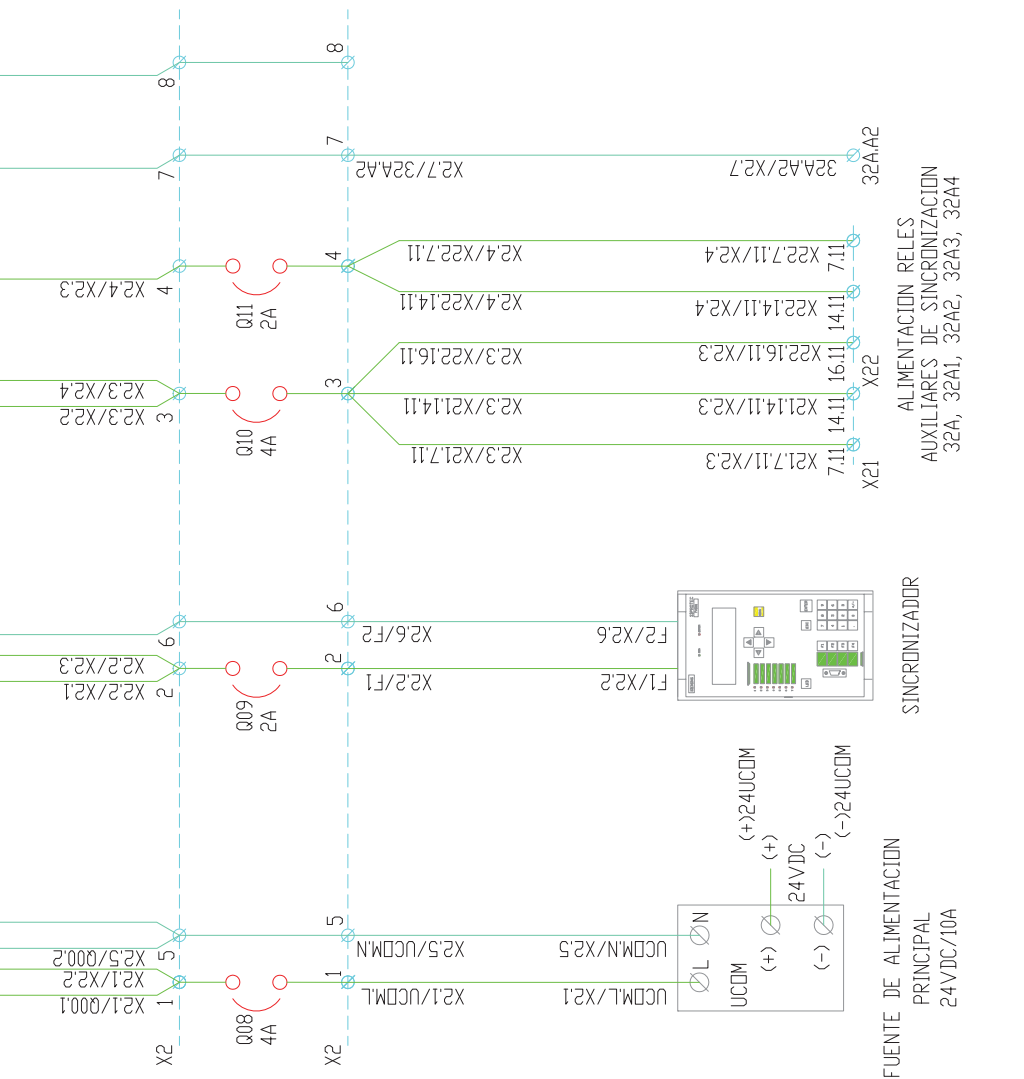 8
8
7
7
X2.7/32A.A2
32A.A2/X2.7
32A.A2
X2.4/X2.3
4
Q11
2A
4
X2.4/X22.7.11
X22.7.11/X2.4
7.11
X2.4/X22.14.11
X22.14.11/X2.4
14.11
X2.3/X2.4
X2.3/X2.2
3
Q10
4A
3
X2.3/X22.16.11
X22.16.11/X2.3
16.11
X22
X2.3/X21.14.11
X21.14.11/X2.3
14.11
X2.3/X21.7.11
X21.7.11/X2.3
7.11
X21
ALIMENTACION RELES
AUXILIARES DE SINCRONIZACION
32A, 32A1, 32A2, 32A3, 32A4
6
6
X2.6/F2
F2/X2.6
X2.2/X2.3
X2.2/X2.1
2
Q09
2A
2
X2.2/F1
F1/X2.2
SINCRONIZADOR
X2.5/Q00.2
5
5
X2.5/UCOM.N
UCOM.N/X2.5
N
X2.1/X2.2
X2.1/Q00.1
1
Q08
4A
1
X2.1/UCOM.L
UCOM.L/X2.1
L
UCOM
(+)
(-)
24VDC
(+)
(+)24UCOM
(-)
(-)24UCOM
FUENTE DE ALIMENTACION
PRINCIPAL
24VDC/10A
X2
X2